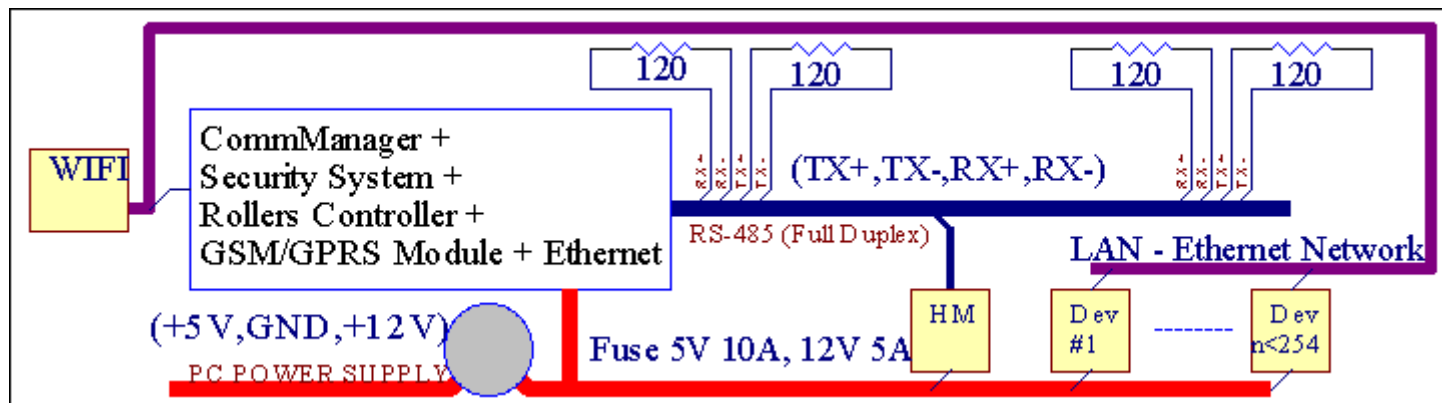 120
120
120
120
CommManager +
Security System +
Rollers Controller +
GSM/GPRS Module + Ethernet
WIFI
RX+
RX-
TX+
TX-
(TX+,TX-,RX+,RX-)
RX+
RX-
TX+
TX-
RS-485 (Full Duplex)
LAN - Ethernet Network
(+5V,GND,+12V)
PC POWER SUPPLY
Fuse 5V 10A, 12V 5A
HM
Dev
#1
--------
Dev
n<254